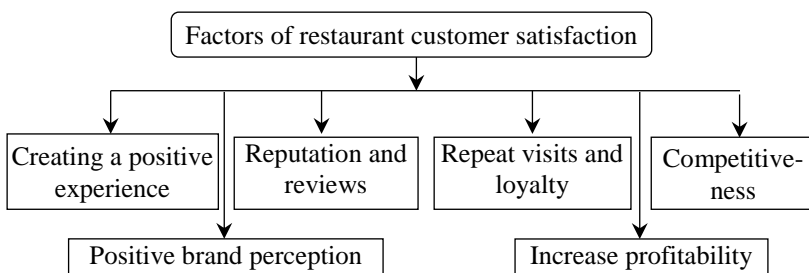 Factors of restaurant customer satisfaction
Creating a positive
experience
Reputation and
reviews
Repeat visits and
loyalty
Competitive-
ness
Positive brand perception
Increase profitability